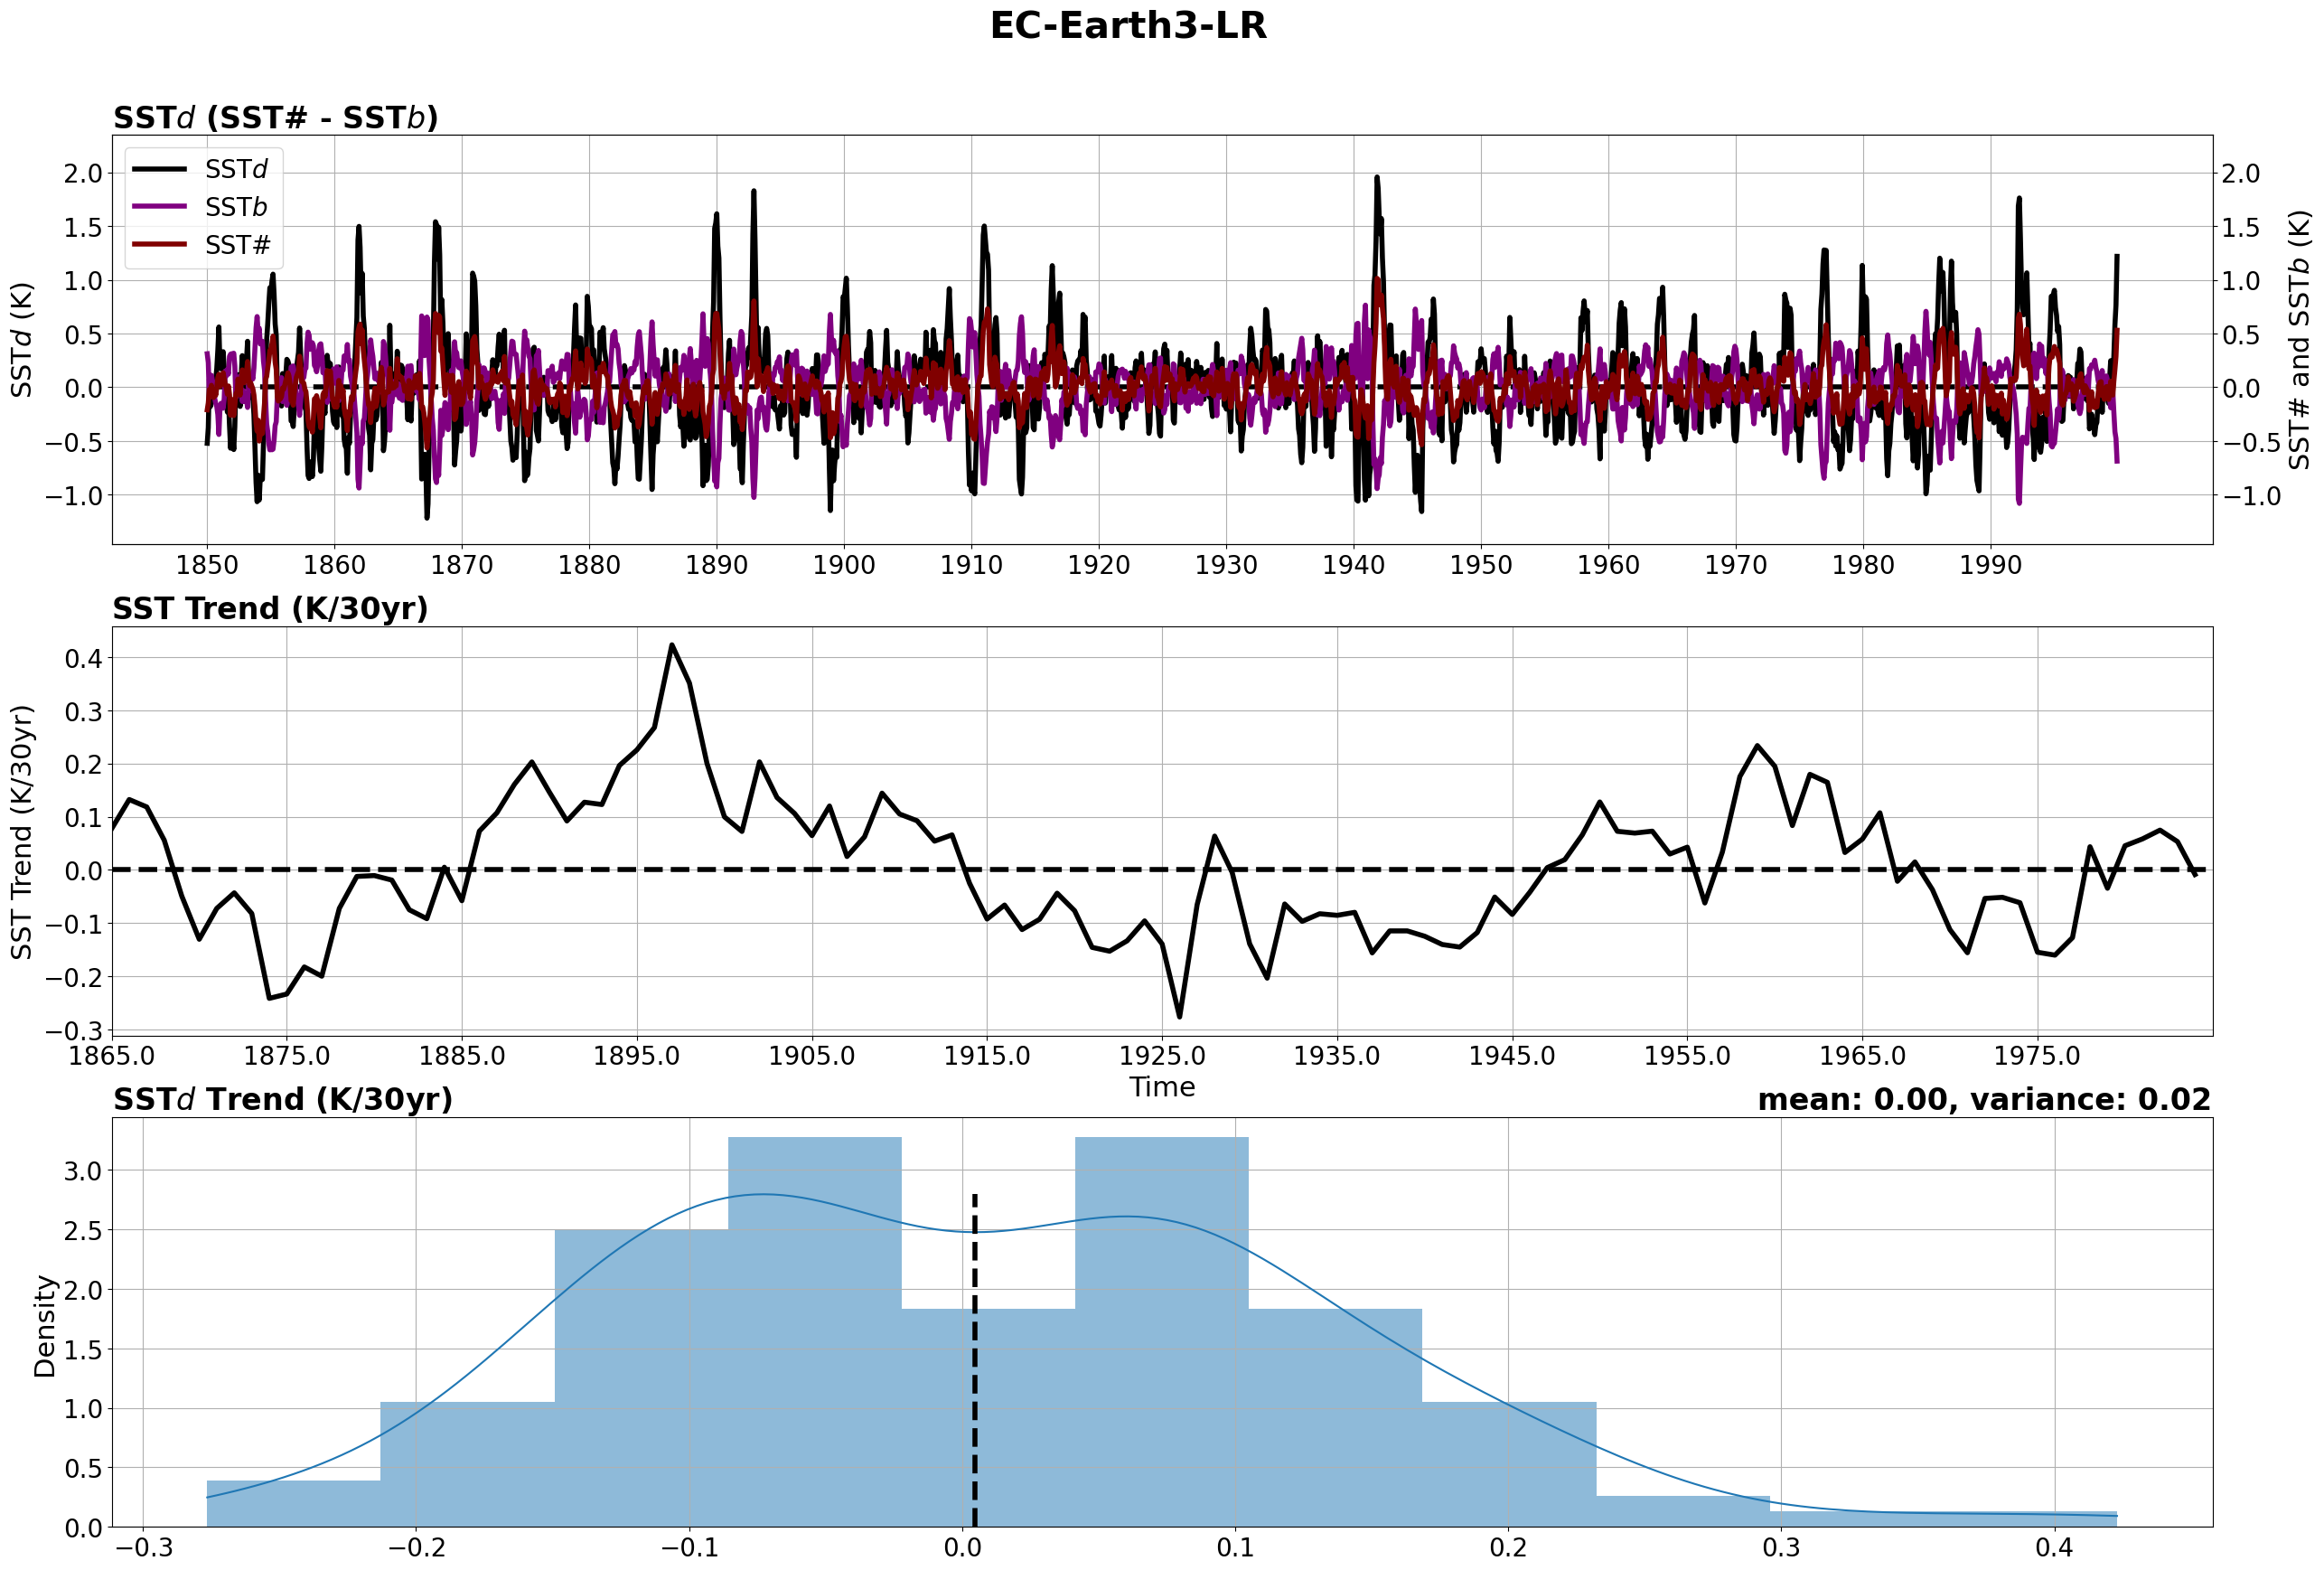 EC-Earth3-LR
SSTd (SST# - SSTb)
SSTd
SSTb
SST#
SSTd (K)
2.0
1.5
1.0
0.5
0.0
−0.5
−1.0
SST# and SSTb (K)
2.0
1.5
1.0
0.5
0.0
−0.5
−1.0
1850 1860 1870 1880 1890 1900 1910 1920 1930 1940 1950 1960 1970 1980 1990
SST Trend (K/30yr)
SST Trend (K/30yr)
0.4
0.3
0.2
0.1
0.0
−0.1
−0.2
−0.3
1865.0 1875.0 1885.0 1895.0 1905.0 1915.0 1925.0 1935.0 1945.0 1955.0 1965.0 1975.0
Time
SSTd Trend (K/30yr) mean: 0.00, variance: 0.02
Density
3.0
2.5
2.0
1.5
1.0
0.5
0.0
−0.3 −0.2 −0.1 0.0 0.1 0.2 0.3 0.4